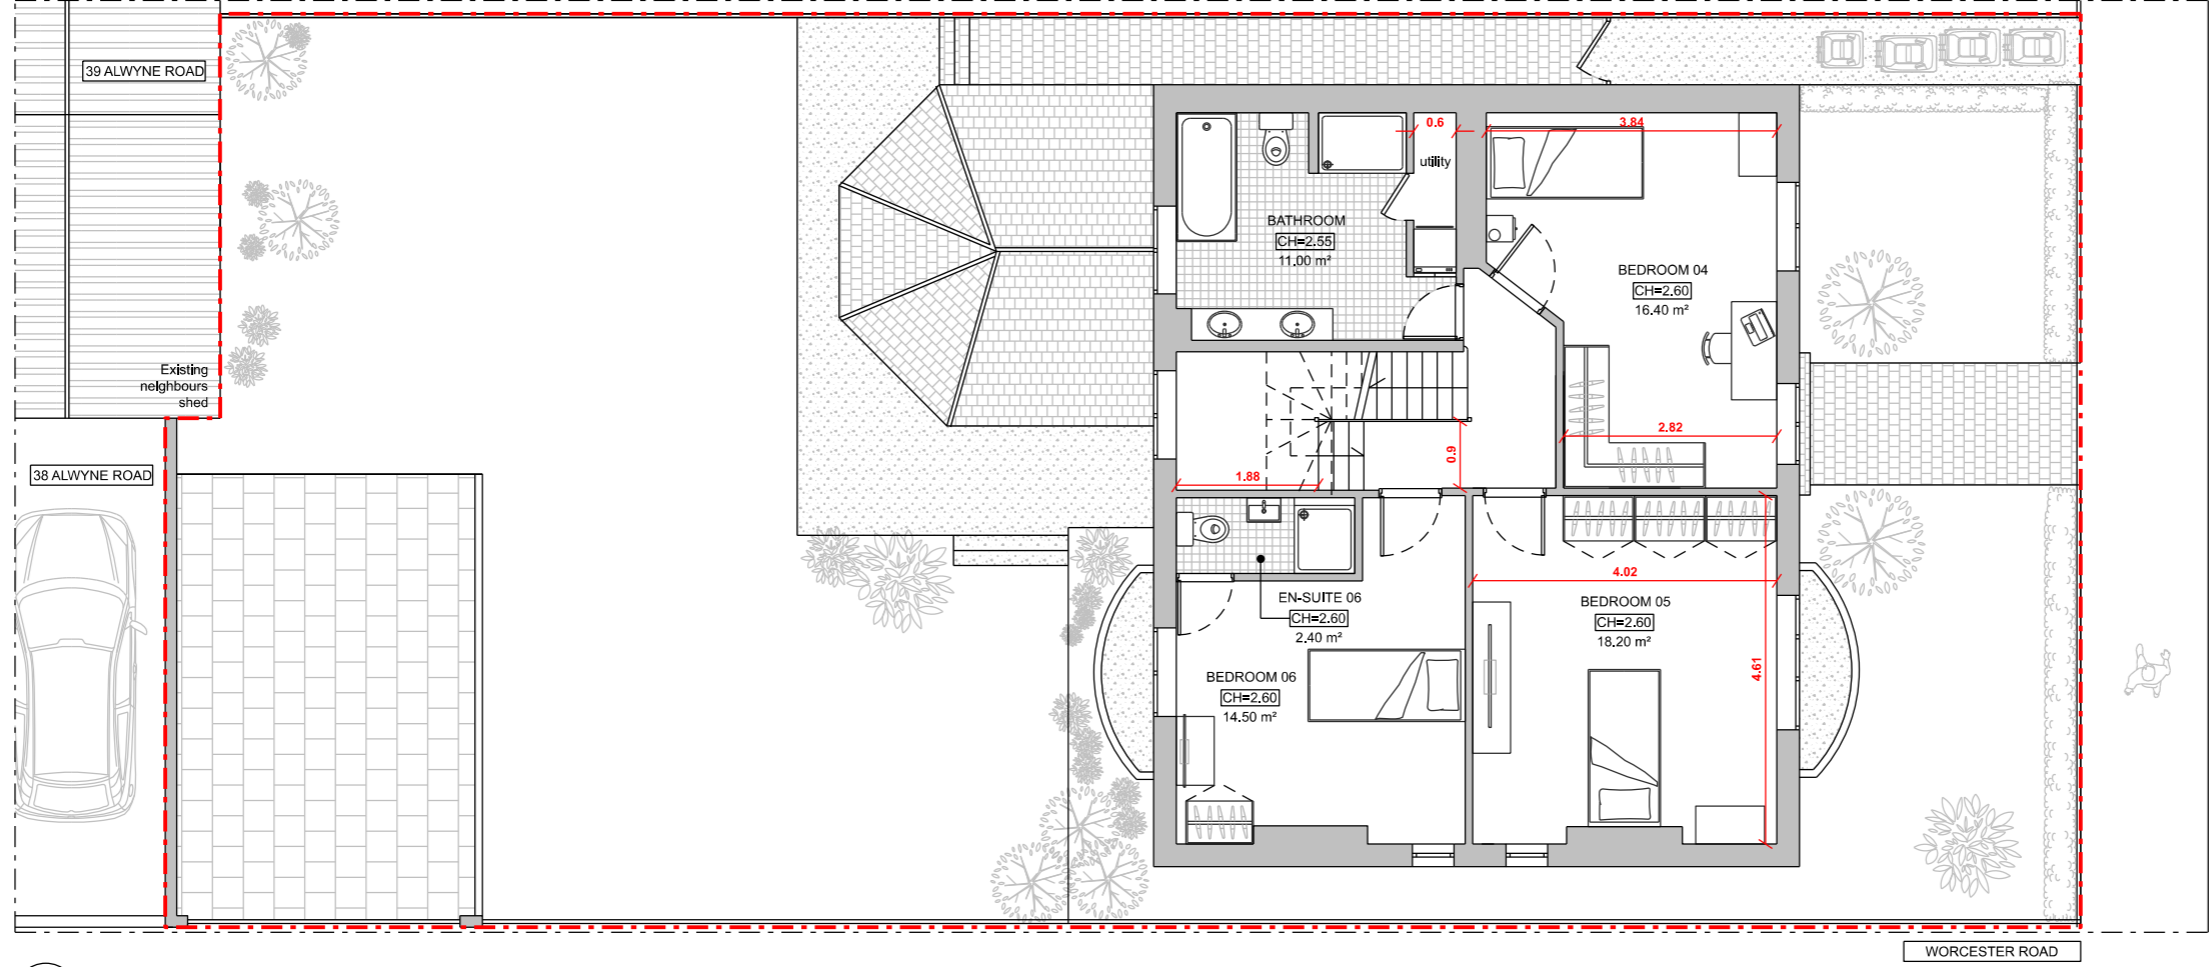 39 ALWYNE ROAD
Existing
neighbours
shed
38 ALWYNE ROAD
0.6
utility
3.84
BATHROOM
CH=2.55
11.00 m²
BEDROOM 04
CH=2.60
16.40 m²
2.82
0.9
1.88
4.02
EN-SUITE 06
CH=2.60
2.40 m²
BEDROOM 05
CH=2.60
18.20 m²
4.61
BEDROOM 06
CH=2.60
14.50 m²
WORCESTER ROAD